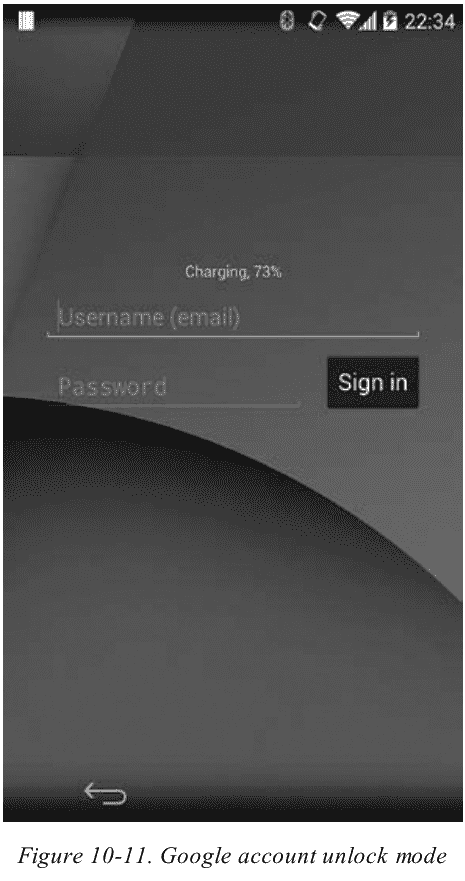 22:34
Charging, 73%
Username (email)
Password
Sign in
Figure 10-11. Google account unlock mode